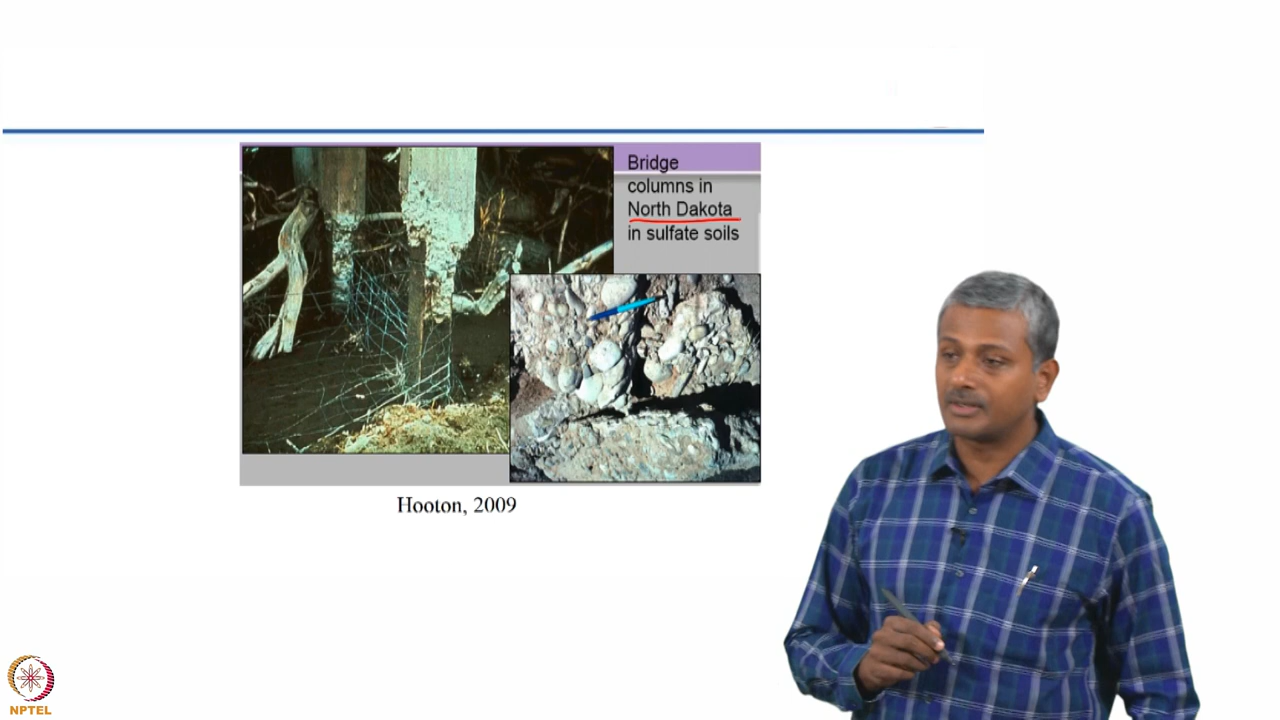 Bridge
columns in
North Dakota
in sulfate soils
Hooton, 2009
NPTEL